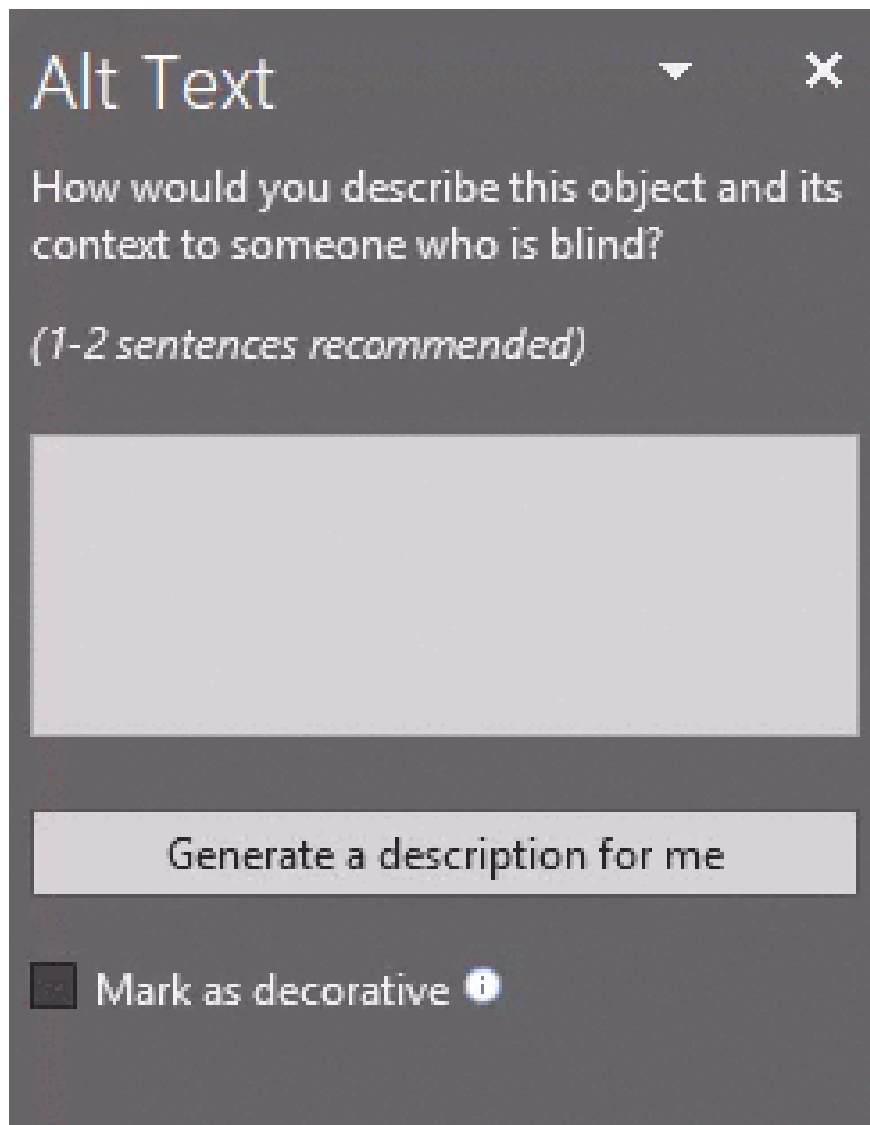 Alt Text
How would you describe this object and its
context to someone who is blind?
(1-2 sentences recommended)
Generate a description for me
Mark as decorative